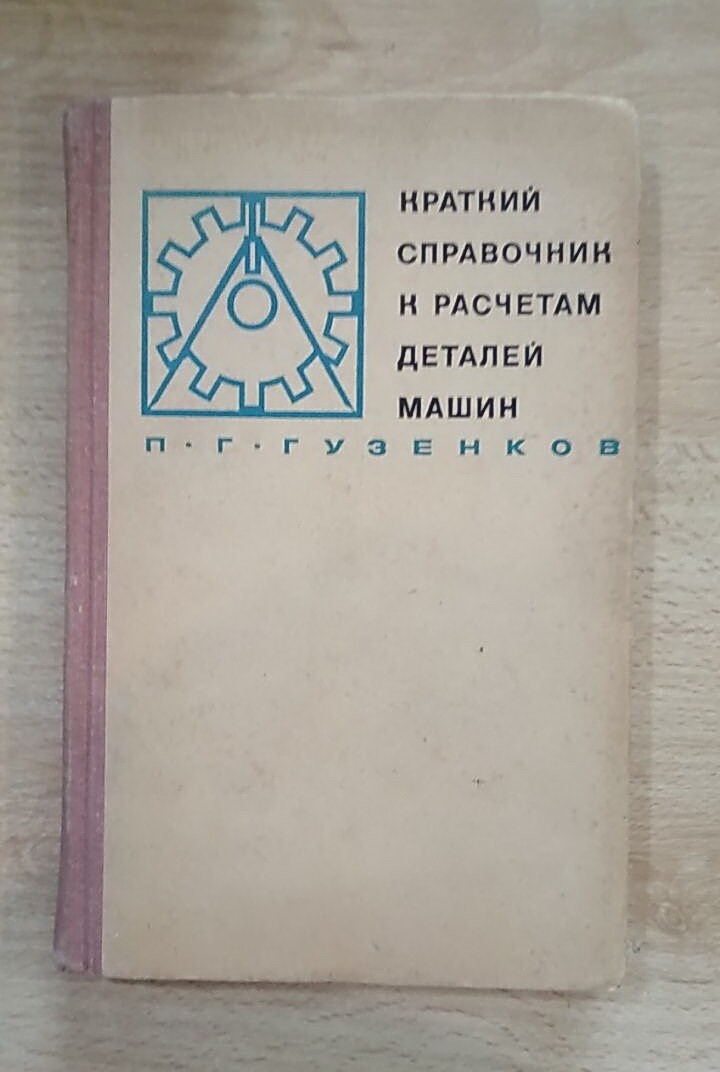 КРАТКИЙ
СПРАВОЧНИК
К РАСЧЕТАМ
ДЕТАЛЕЙ
МАШИН
П·Г·ГУЗЕНКОВ